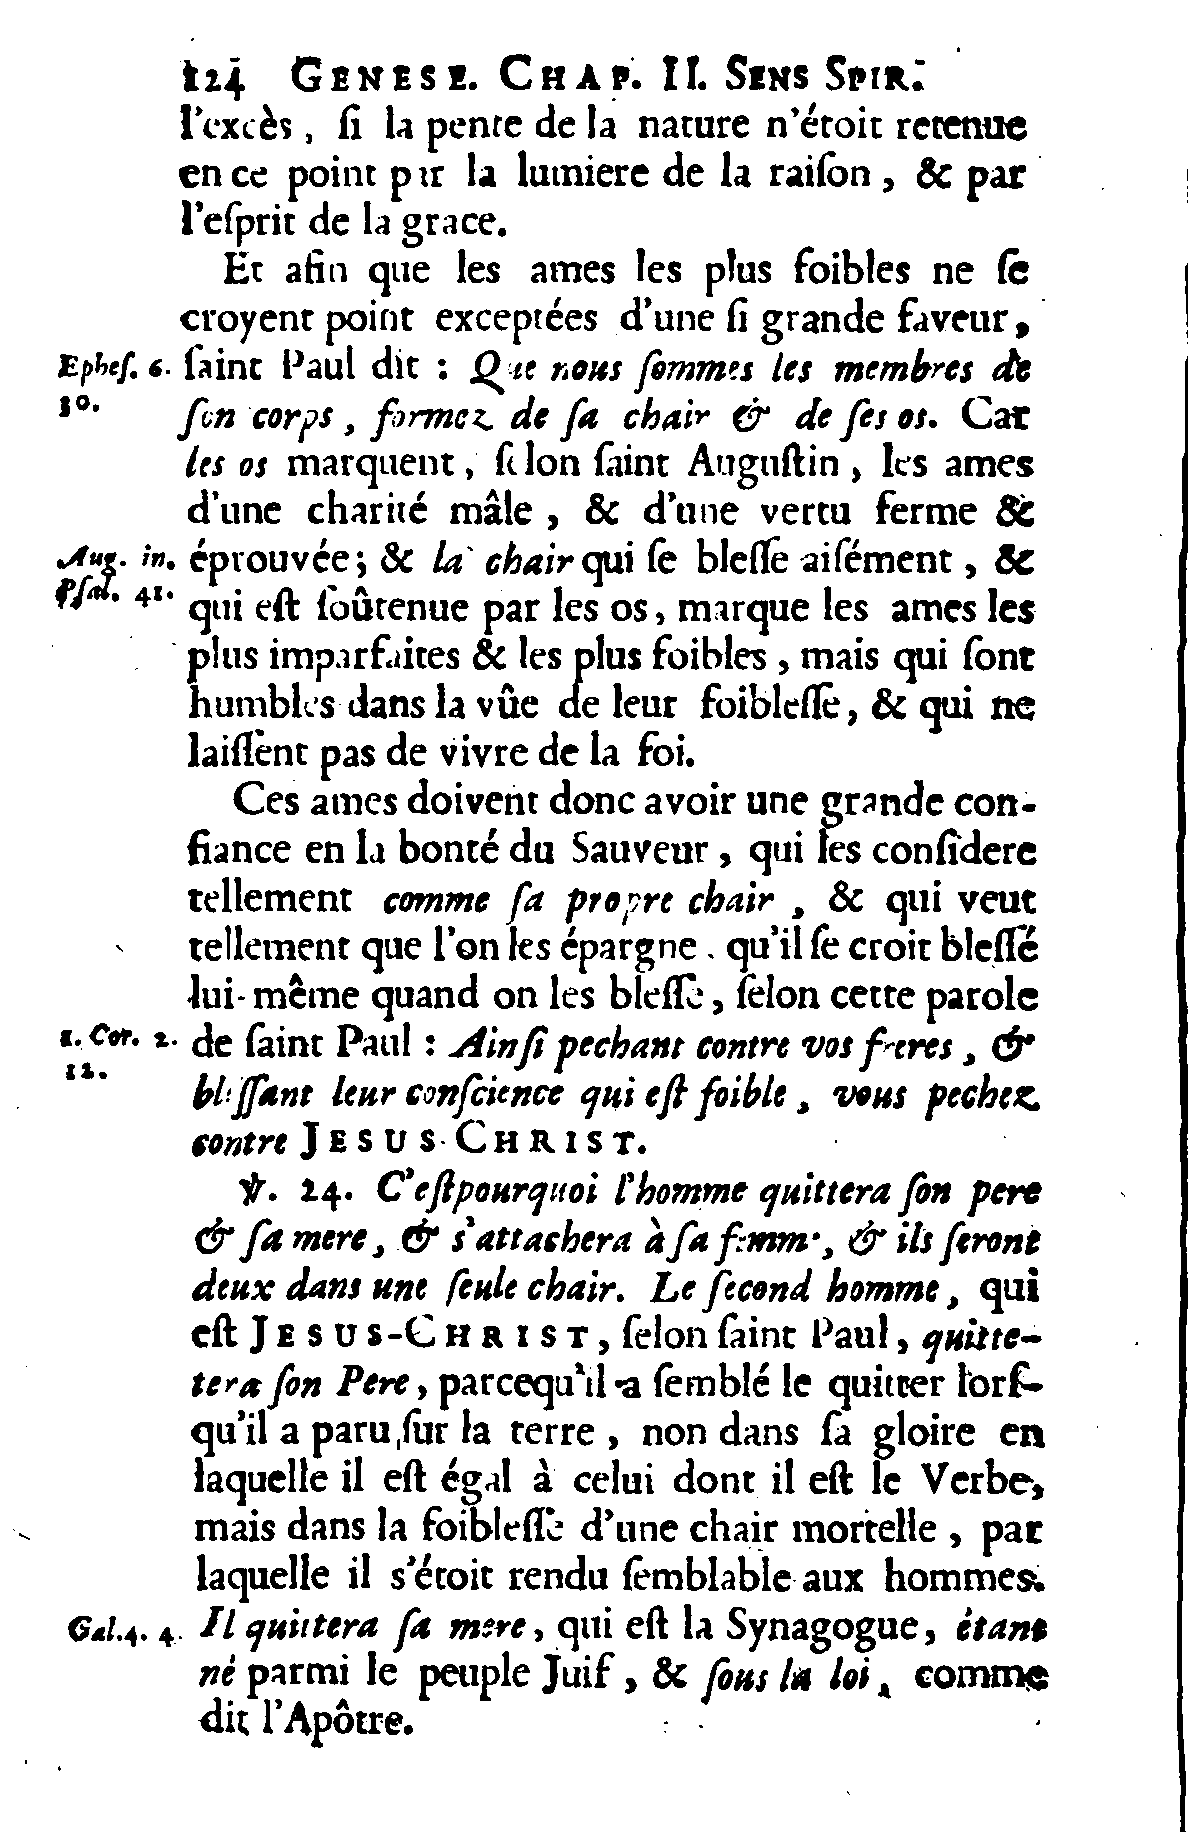 124 GENESE. CHAP. II. SENS SPIR.
l'excès, ſi la pente de la nature n'étoit retenue
en ce point par la lumiere de la raiſon, & par
l'eſprit de la grace.
Et afin que les ames les plus foibles ne ſe
croyent point exceptées d'une ſi grande faveur,
Epheſ. 6. ſaint Paul dit : Que nous ſommes les membres de
30. ſon corps, formez de ſa chair & de ſes os. Car
les os marquent, ſelon ſaint Auguſtin, les ames
d'une charité mâle, & d'une vertu ferme &
Aug. in. éprouvée; & la chair qui ſe bleſſe aiſément, &
Pſal. 41. qui eſt ſoûtenue par les os, marque les ames les
plus imparfaites & les plus foibles, mais qui ſont
humbles dans la vûe de leur foibleſſe, & qui ne
laiſſent pas de vivre de la foi.
Ces ames doivent donc avoir une grande con-
fiance en la bonté du Sauveur, qui les conſidere
tellement comme ſa propre chair, & qui veut
tellement que l'on les épargne, qu'il ſe croit bleſſé
lui-même quand on les bleſſe, ſelon cette parole
1. Cor. 2. de ſaint Paul : Ainſi pechant contre vos freres, &
12. bleſſant leur conſcience qui eſt foible, vous pechez
contre JESUS-CHRIST.
℣. 24. C'eſtpourquoi l'homme quittera ſon pere
& ſa mere, & s'attachera à ſa femme, & ils ſeront
deux dans une ſeule chair. Le ſecond homme, qui
eſt JESUS-CHRIST, ſelon ſaint Paul, quitte-
tera ſon Pere, parcequ'il a ſemblé le quitter lorſ-
qu'il a paru ſur la terre, non dans ſa gloire en
laquelle il eſt égal à celui dont il eſt le Verbe,
mais dans la foibleſſe d'une chair mortelle, par
laquelle il s'étoit rendu ſemblable aux hommes.
Gal. 4. 4. Il quittera ſa mere, qui eſt la Synagogue, étant
né parmi le peuple Juif, & ſous la loi, comme
dit l'Apôtre.